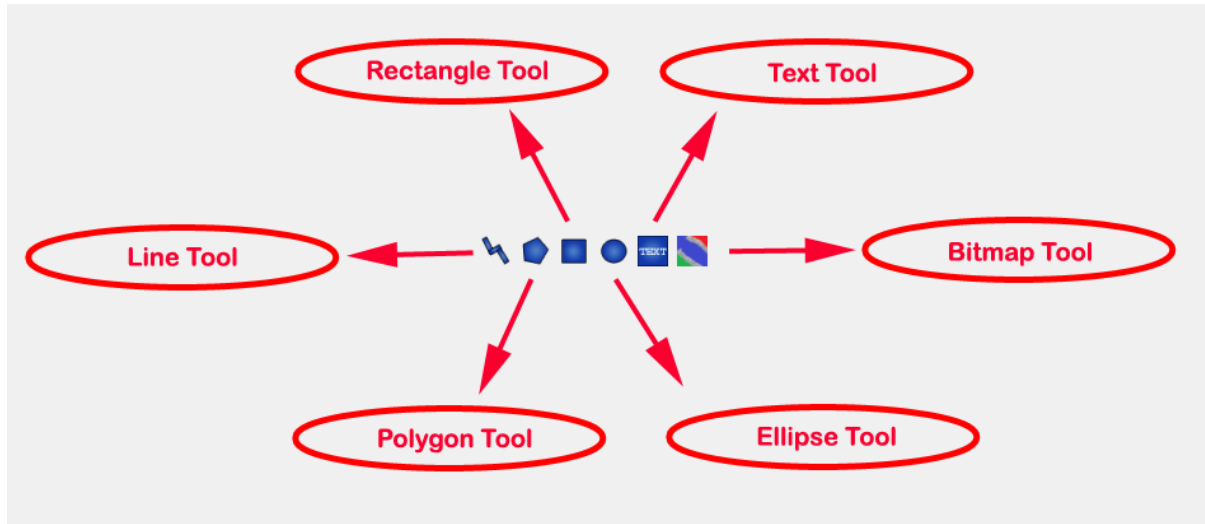 Rectangle Tool
Text Tool
Line Tool
TEXT
Bitmap Tool
Polygon Tool
Ellipse Tool